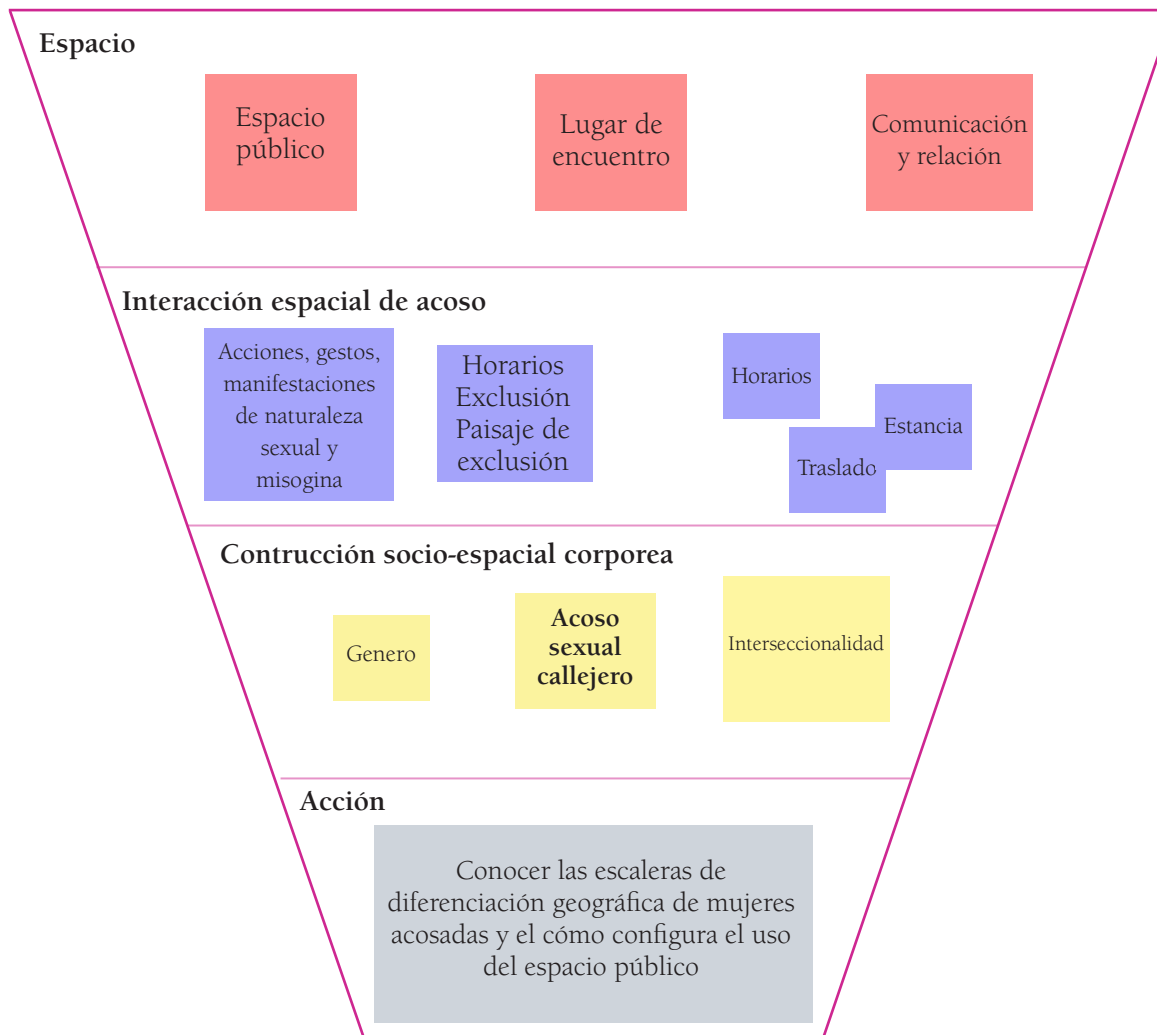 Espacio
Espacio
público
Lugar de
encuentro
Comunicación
y relación
Interacción espacial de acoso
Acciones, gestos,
manifestaciones
de naturaleza
sexual y
misogina
Horarios
Exclusión
Paisaje de
exclusión
Horarios
Estancia
Traslado
Contrucción socio-espacial corporea
Genero
Acoso
sexual
callejero
Interseccionalidad
Acción
Conocer las escaleras de
diferenciación geográfica de mujeres
acosadas y el cómo configura el uso
del espacio público